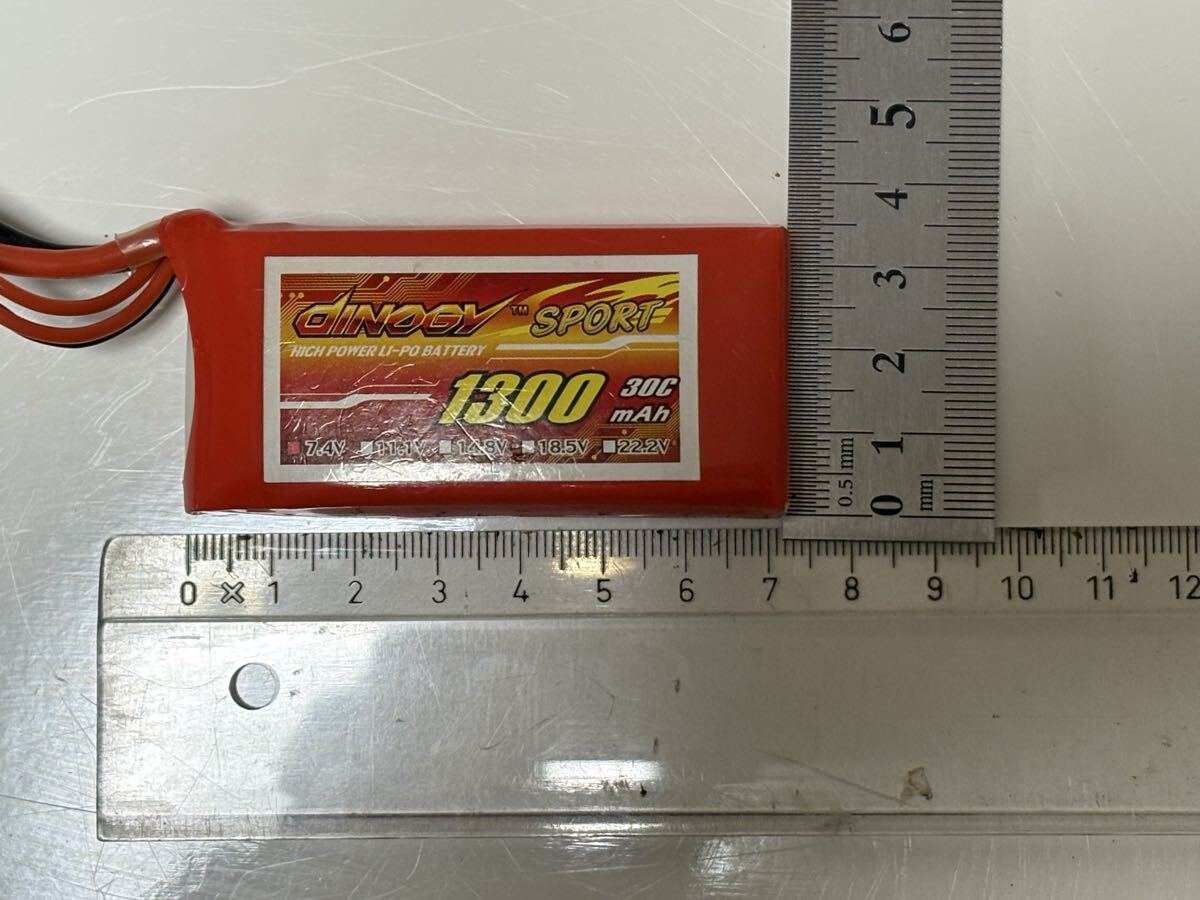 dINOGY™ SPORT
HIGH POWER LI-PO BATTERY
1300 30C
mAh
7.4V 11.1V 14.8V 18.5V 22.2V
6
5
4
3
2
1
0
0.5 mm
mm
0 1 2 3 4 5 6 7 8 9 10 11 12